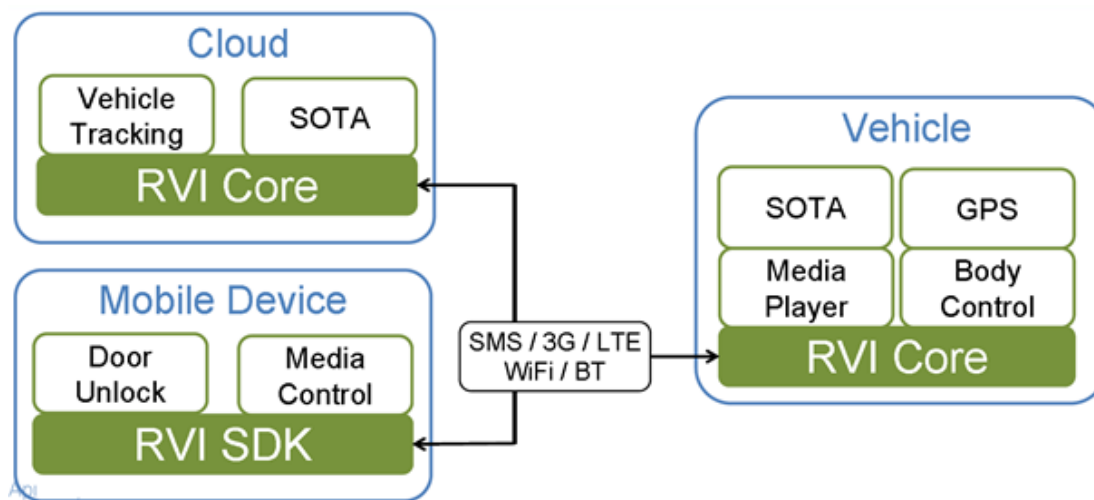 Cloud
Vehicle
Tracking
SOTA
RVI Core
Mobile Device
Door
Unlock
Media
Control
RVI SDK
SMS / 3G / LTE
WiFi / BT
Vehicle
SOTA
GPS
Media
Player
Body
Control
RVI Core